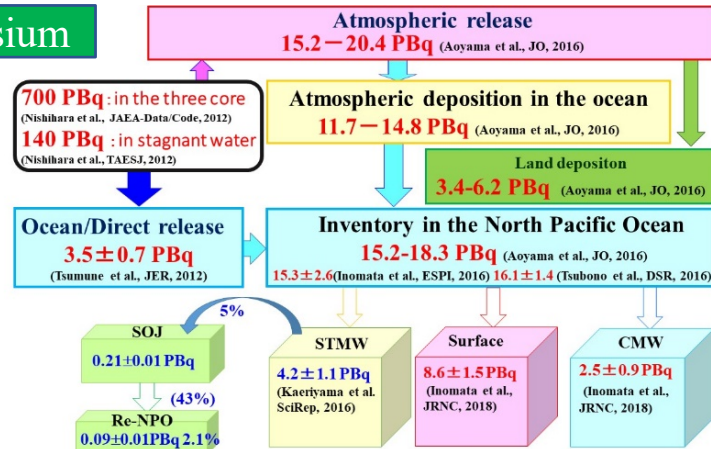 sium
Atmospheric release
15.2－20.4 PBq (Aoyama et al., JO, 2016)
700 PBq : in the three core
(Nishihara et al., JAEA-Data/Code, 2012)
140 PBq : in stagnant water
(Nishihara et al., TAESJ, 2012)
Atmospheric deposition in the ocean
11.7－14.8 PBq (Aoyama et al., JO, 2016)
Land depositon
3.4-6.2 PBq (Aoyama et al., JO, 2016)
Ocean/Direct release
3.5±0.7 PBq
(Tsumune et al., JER, 2012)
Inventory in the North Pacific Ocean
15.2-18.3 PBq (Aoyama et al., JO, 2016)
15.3±2.6(Inomata et al., ESPI, 2016) 16.1±1.4 (Tsubono et al., DSR, 2016)
5%
SOJ
0.21±0.01 PBq
(43%)
Re-NPO
0.09±0.01PBq 2.1%
STMW
4.2±1.1 PBq
(Kaeriyama et al.
SciRep, 2016)
Surface
8.6±1.5 PBq
(Inomata et al.,
JRNC, 2018)
CMW
2.5±0.9 PBq
(Inomata et al.,
JRNC, 2018)